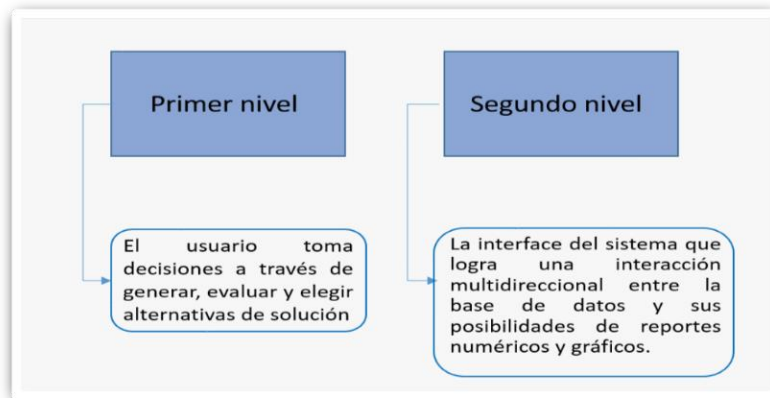 Primer nivel
Segundo nivel
El usuario toma
decisiones a través de
generar, evaluar y elegir
alternativas de solución
La interface del sistema que
logra una interacción
multidireccional entre la
base de datos y sus
posibilidades de reportes
numéricos y gráficos.